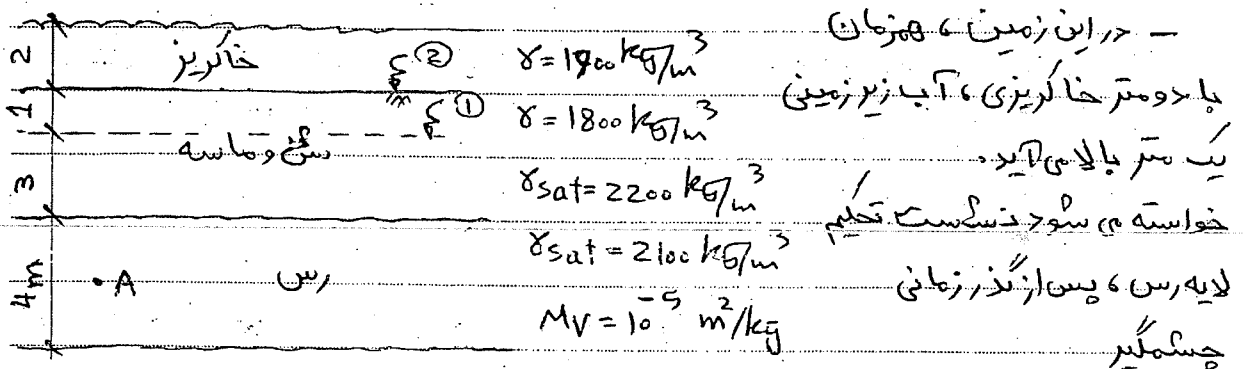 – در این زمین، همزمان
با دو متر خاکریزی، آب زیرزمینی
یک متر بالا می آید.
خواسته می شود نشست تحکیم
لایه رس، پس از گذر زمانی
چشمگیر
2
خاکریز
②
γ = 1900 kg/m³
1
①
γ = 1800 kg/m³
شن و ماسه
3
γsat = 2200 kg/m³
γsat = 2100 kg/m³
4m
• A
رس
Mv = 10⁻⁵ m²/kg